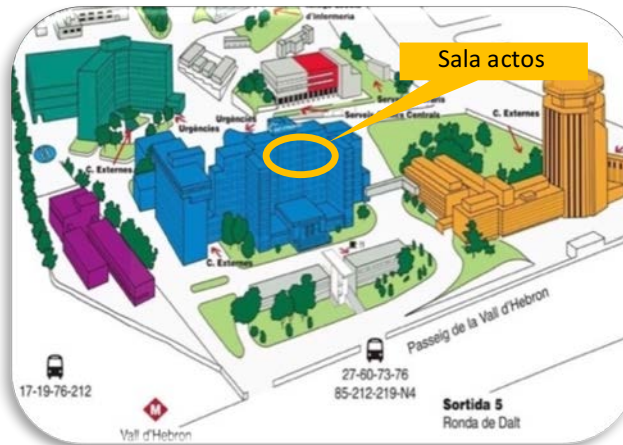 d'infermeria
Sala actos
Urgències
Urgències
C. Externes
C. Externes
C. Externes
Centrals
Passeig de la Vall d'Hebron
17-19-76-212
27-60-73-76
85-212-219-N4
M
Vall d'Hebron
Sortida 5
Ronda de Dalt